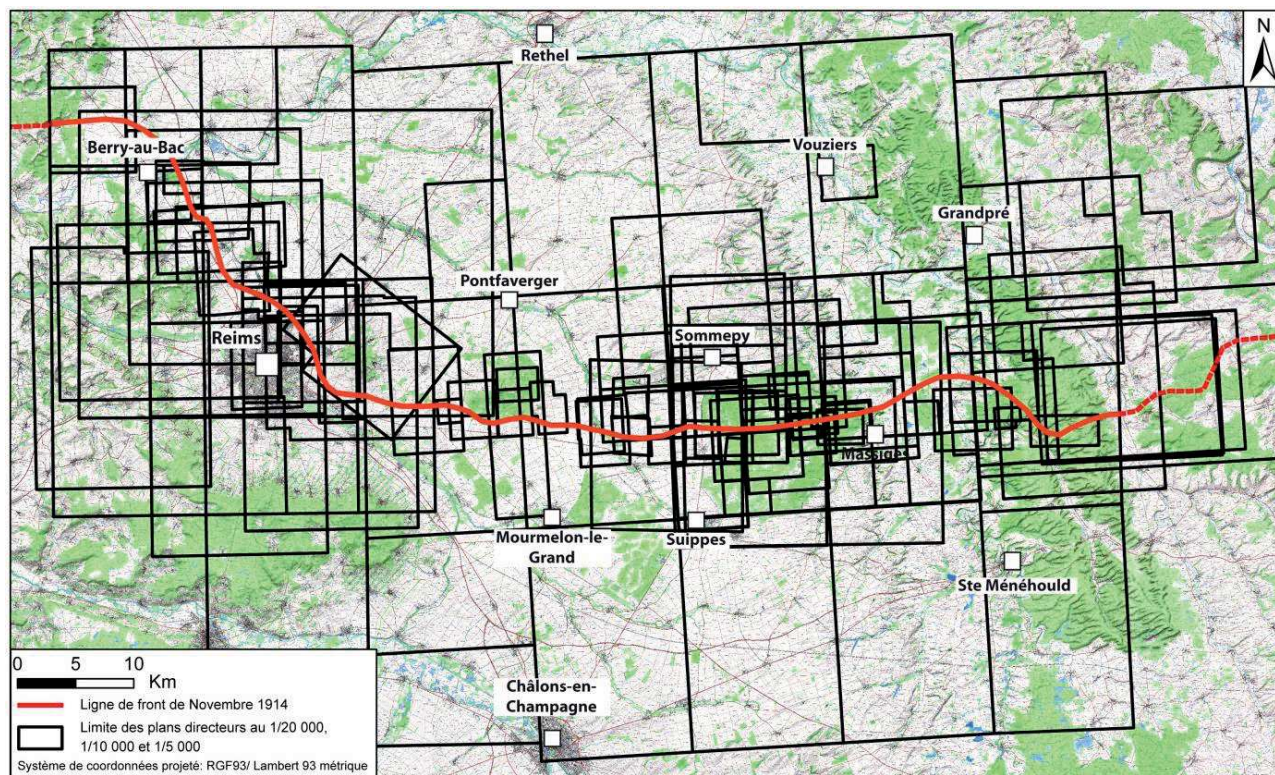 N
Rethel
Berry-au-Bac
Vouziers
Grandpré
Pontfaverger
Reims
Sommepy
Massiges
Mourmelon-le-
Grand
Suippes
Ste Ménéhould
Châlons-en-
Champagne
0 5 10
Km
Ligne de front de Novembre 1914
Limite des plans directeurs au 1/20 000,
1/10 000 et 1/5 000
Système de coordonnées projeté: RGF93/ Lambert 93 métrique